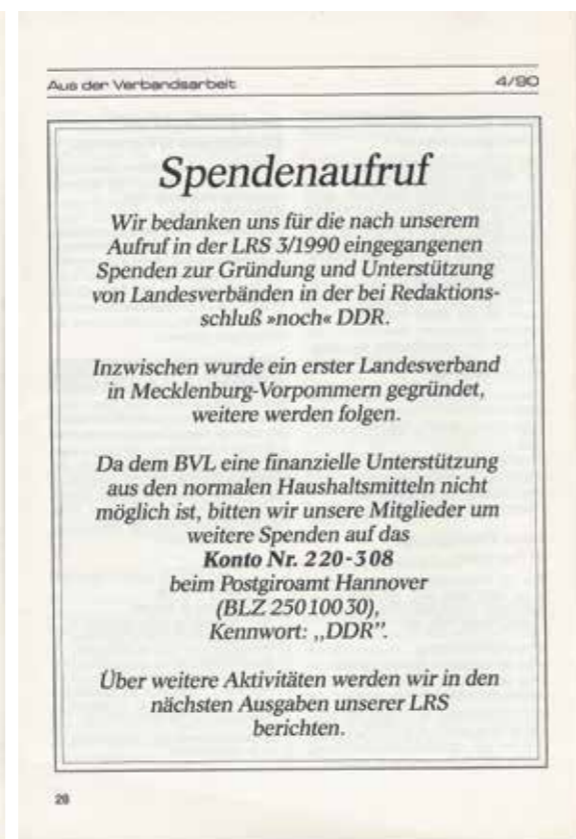 Aus der Verbandsarbeit 4/90
Spendenaufruf
Wir bedanken uns für die nach unserem
Aufruf in der LRS 3/1990 eingegangenen
Spenden zur Gründung und Unterstützung
von Landesverbänden in der bei Redaktions-
schluß »noch« DDR.
Inzwischen wurde ein erster Landesverband
in Mecklenburg-Vorpommern gegründet,
weitere werden folgen.
Da dem BVL eine finanzielle Unterstützung
aus den normalen Haushaltsmitteln nicht
möglich ist, bitten wir unsere Mitglieder um
weitere Spenden auf das
Konto Nr. 220-308
beim Postgiroamt Hannover
(BLZ 250 100 30),
Kennwort: ,,DDR”.
Über weitere Aktivitäten werden wir in den
nächsten Ausgaben unserer LRS
berichten.